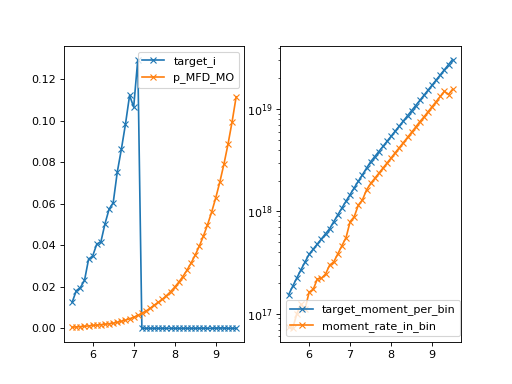 target_i
p_MFD_MO
0.12
0.10
0.08
0.06
0.04
0.02
0.00
6 7 8 9
10^19
10^18
10^17
target_moment_per_bin
moment_rate_in_bin
6 7 8 9